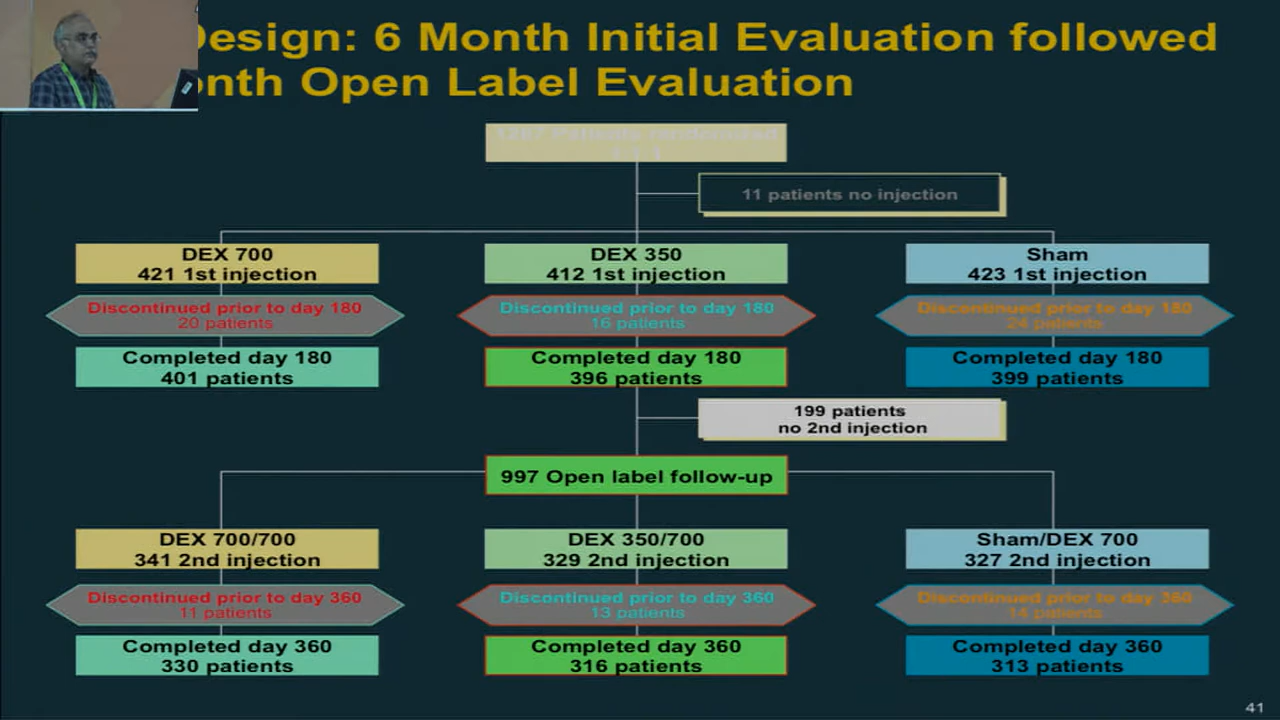 Design: 6 Month Initial Evaluation followed
onth Open Label Evaluation
1267 Patients randomized
1:1:1
11 patients no injection
DEX 700
421 1st injection
DEX 350
412 1st injection
Sham
423 1st injection
Discontinued prior to day 180
20 patients
Discontinued prior to day 180
16 patients
Discontinued prior to day 180
24 patients
Completed day 180
401 patients
Completed day 180
396 patients
Completed day 180
399 patients
199 patients
no 2nd injection
997 Open label follow-up
DEX 700/700
341 2nd injection
DEX 350/700
329 2nd injection
Sham/DEX 700
327 2nd injection
Discontinued prior to day 360
11 patients
Discontinued prior to day 360
13 patients
Discontinued prior to day 360
14 patients
Completed day 360
330 patients
Completed day 360
316 patients
Completed day 360
313 patients
41